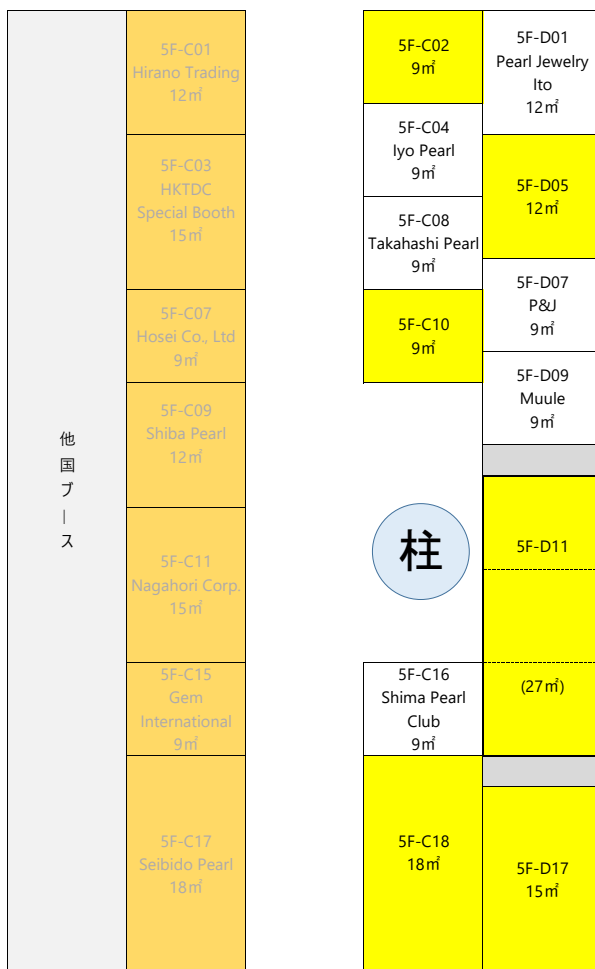 他
国
ブ
ー
ス
5F-C01
Hirano Trading
12㎡
5F-C03
HKTDC
Special Booth
15㎡
5F-C07
Hosei Co., Ltd
9㎡
5F-C09
Shiba Pearl
12㎡
5F-C11
Nagahori Corp.
15㎡
5F-C15
Gem
International
9㎡
5F-C17
Seibido Pearl
18㎡
5F-C02
9㎡
5F-C04
Iyo Pearl
9㎡
5F-C08
Takahashi Pearl
9㎡
5F-C10
9㎡
柱
5F-C16
Shima Pearl
Club
9㎡
5F-C18
18㎡
5F-D01
Pearl Jewelry
Ito
12㎡
5F-D05
12㎡
5F-D07
P&J
9㎡
5F-D09
Muule
9㎡
5F-D11
(27㎡)
5F-D17
15㎡